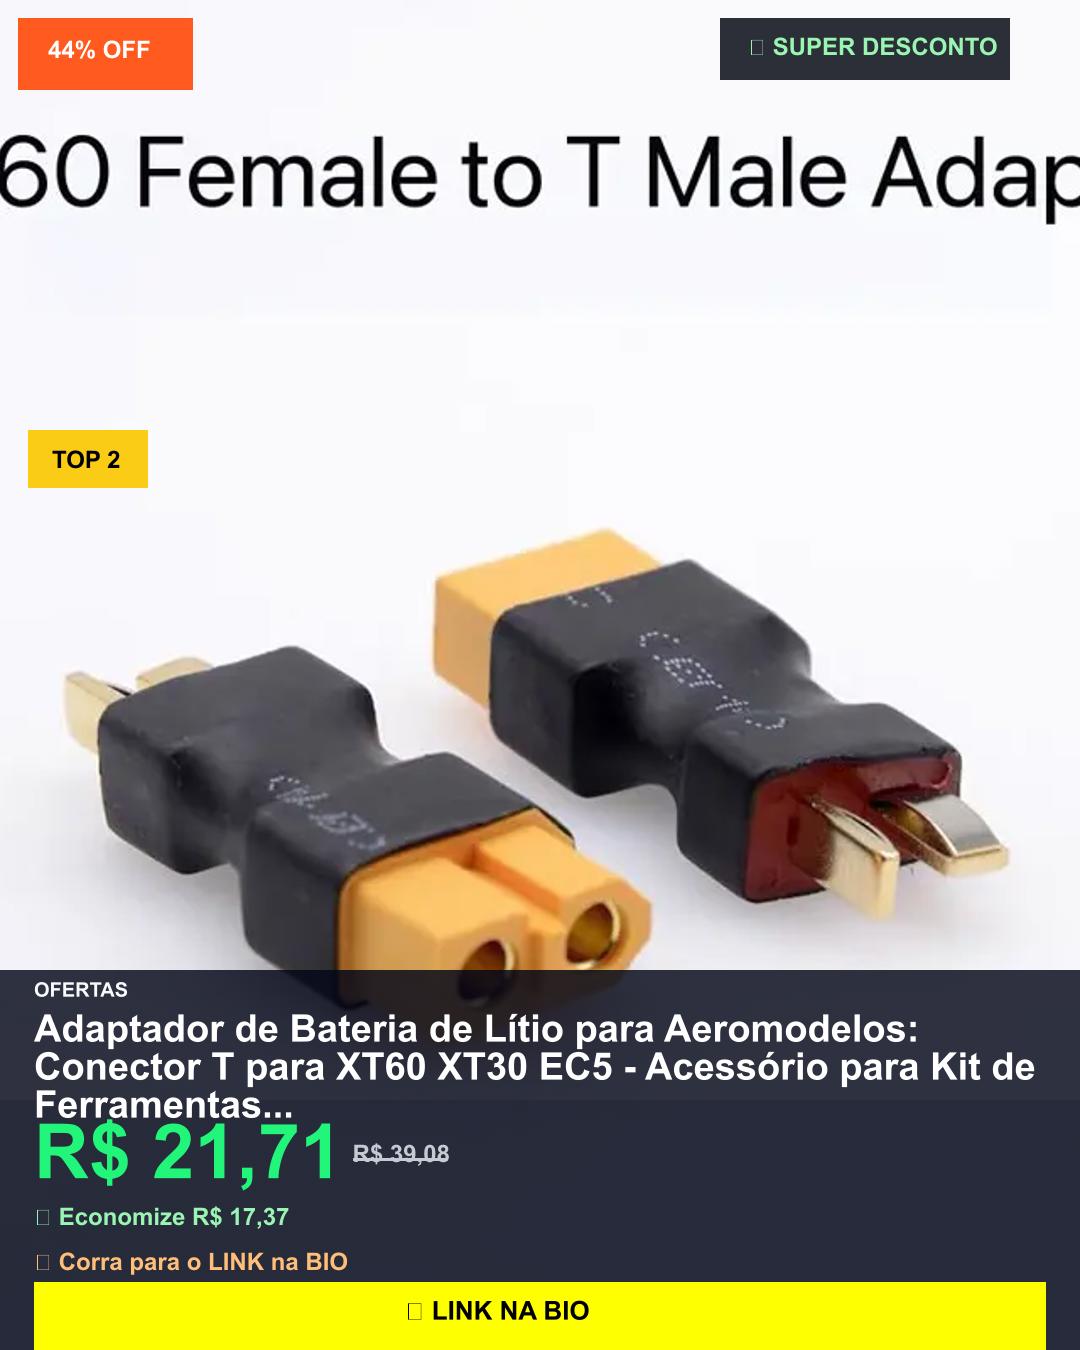 44% OFF
SUPER DESCONTO
60 Female to T Male Adap
TOP 2
OFERTAS
Adaptador de Bateria de Lítio para Aeromodelos:
Conector T para XT60 XT30 EC5 - Acessório para Kit de
Ferramentas...
R$ 21,71 R$ 39,08
Economize R$ 17,37
Corra para o LINK na BIO
LINK NA BIO